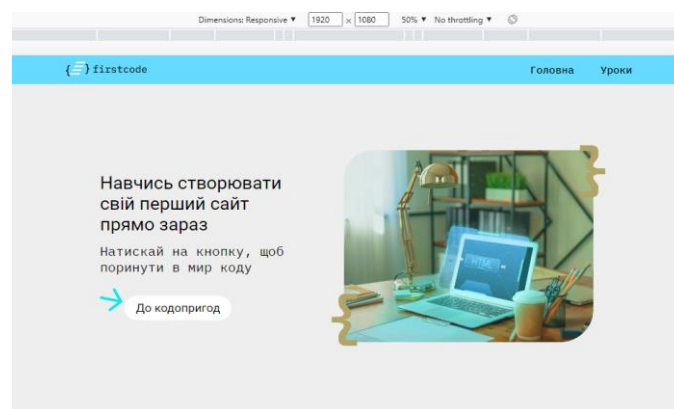 Dimensions: Responsive ▼ 1920 x 1080 50% ▼ No throttling ▼
{ } firstcode
Головна Уроки
Навчись створювати
свій перший сайт
прямо зараз
Натискай на кнопку, щоб
поринути в мир коду
До кодопригод
HTML